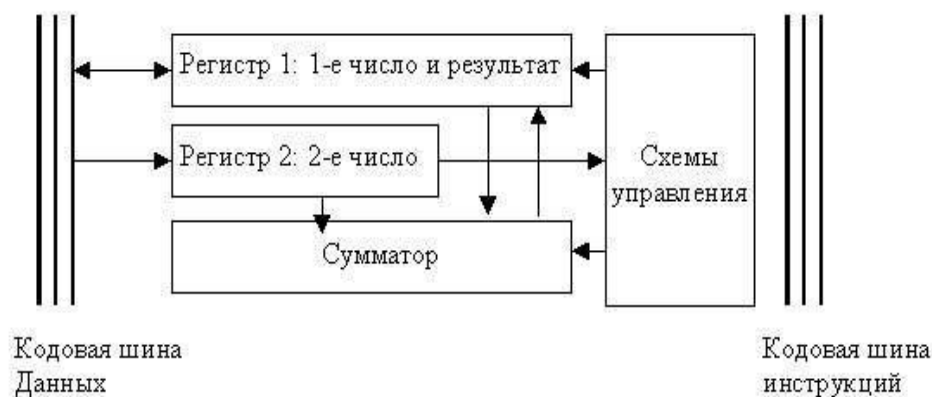 Регистр 1: 1-е число и результат
Регистр 2: 2-е число
Схемы
управления
Сумматор
Кодовая шина
Данных
Кодовая шина
инструкций